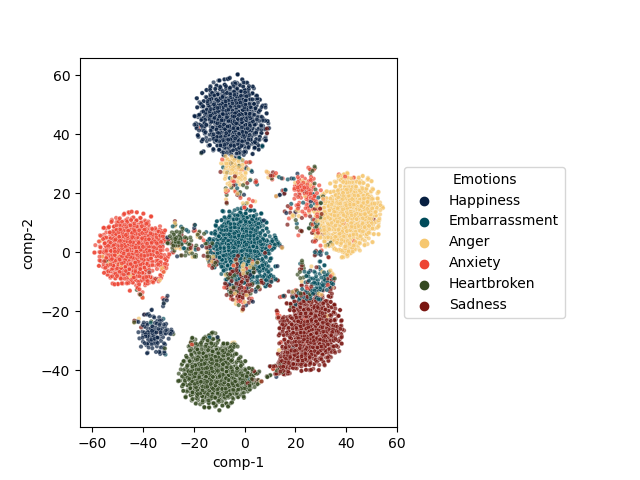 60
40
20
0
−20
−40
comp-2
−60
−40
−20
0
20
40
60
comp-1
Emotions
Happiness
Embarrassment
Anger
Anxiety
Heartbroken
Sadness